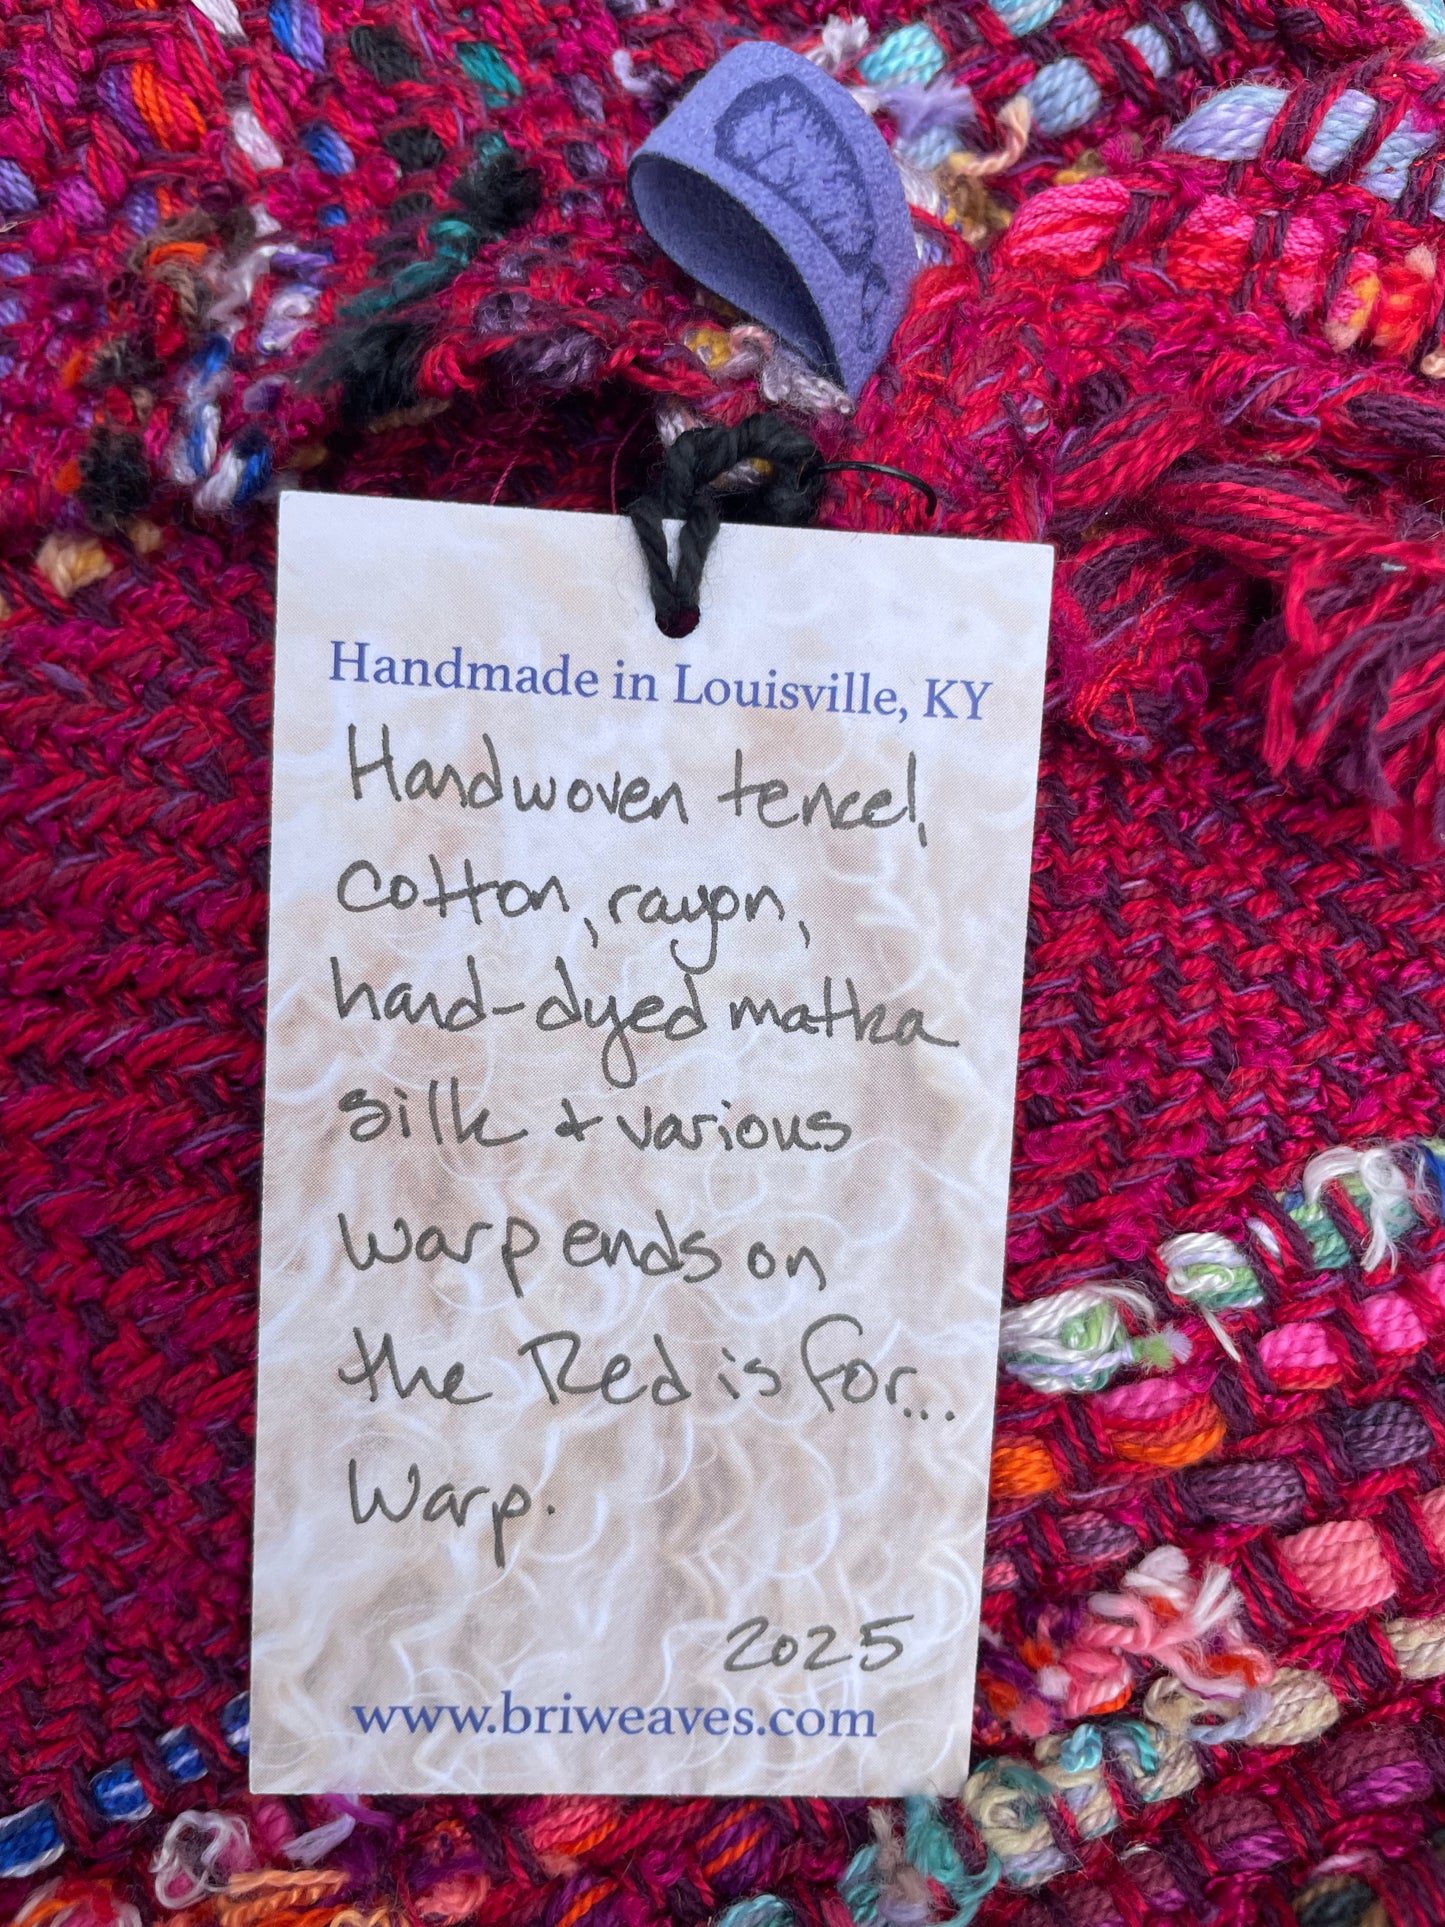 Handmade in Louisville, KY
Handwoven tencel,
cotton, rayon,
hand-dyed matka
silk + various
warp ends on
the Red is for...
Warp.
2025
www.briweaves.com